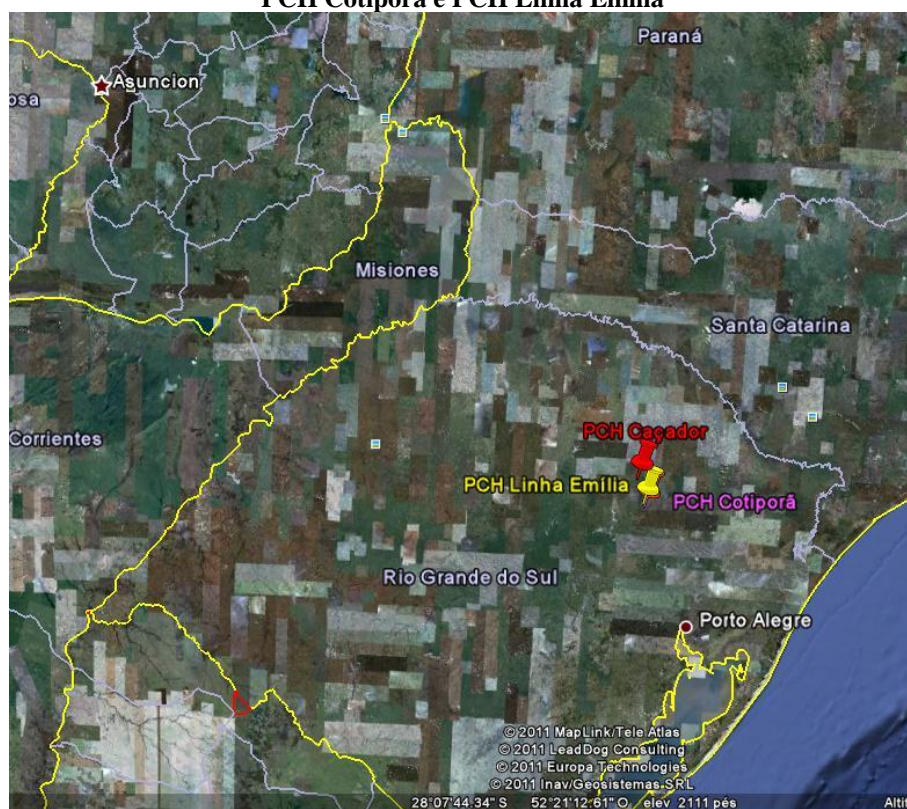 PCH Cotiporã e PCH Linha Emília
Paraná
Asuncion
osa
Misiones
Santa Catarina
Corrientes
PCH Caçador
PCH Linha Emília
PCH Cotiporã
Rio Grande do Sul
Porto Alegre
© 2011 MapLink/Tele Atlas
© 2011 LeadDog Consulting
© 2011 Europa Technologies
© 2011 Inav/Geosistemas SRL
28°07'44.34" S 52°21'12.61" O elev 2111 pés Alti